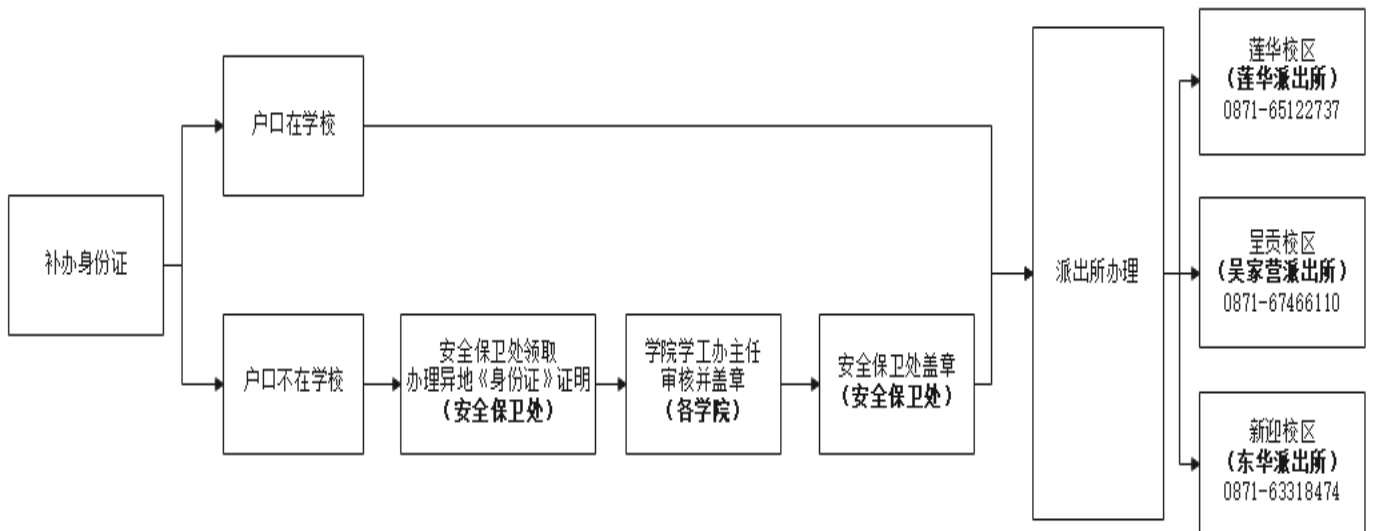 补办身份证
户口在学校
户口不在学校
安全保卫处领取
办理异地《身份证》证明
（安全保卫处）
学院学工办主任
审核并盖章
（各学院）
安全保卫处盖章
（安全保卫处）
派出所办理
莲华校区
（莲华派出所）
0871-65122737
呈贡校区
（吴家营派出所）
0871-67466110
新迎校区
（东华派出所）
0871-63318474